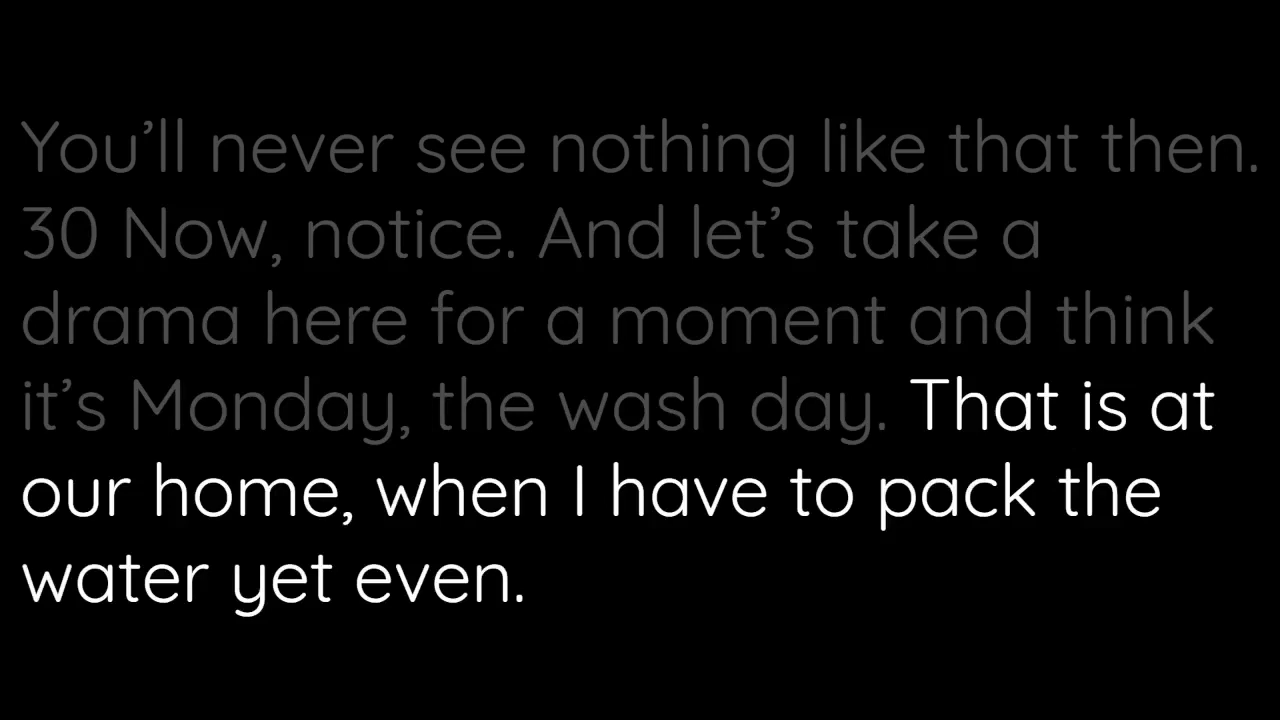 You’ll never see nothing like that then.
30 Now, notice. And let’s take a
drama here for a moment and think
it’s Monday, the wash day. That is at
our home, when I have to pack the
water yet even.